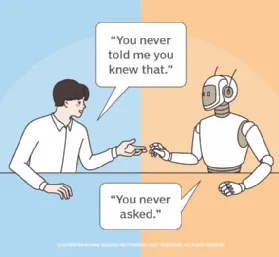 “You never
told me you
knew that.”
“You never
asked.”